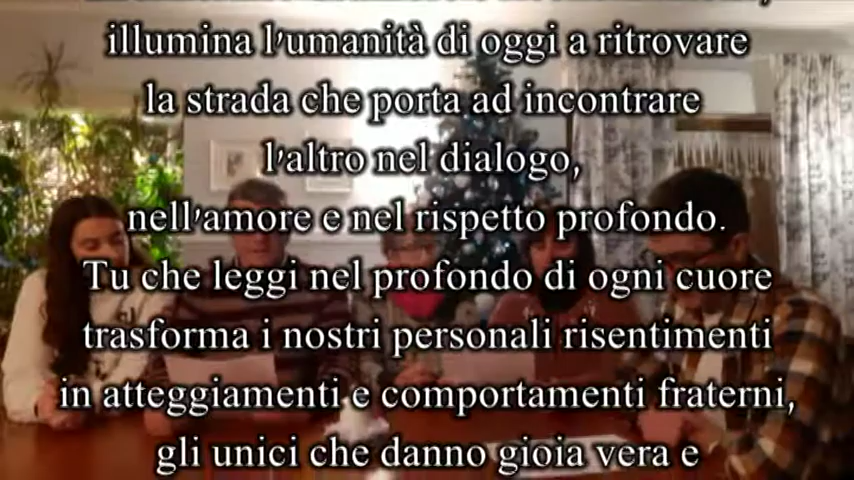 illumina l'umanità di oggi a ritrovare
la strada che porta ad incontrare
l'altro nel dialogo,
nell'amore e nel rispetto profondo.
Tu che leggi nel profondo di ogni cuore
trasforma i nostri personali risentimenti
in atteggiamenti e comportamenti fraterni,
gli unici che danno gioia vera e